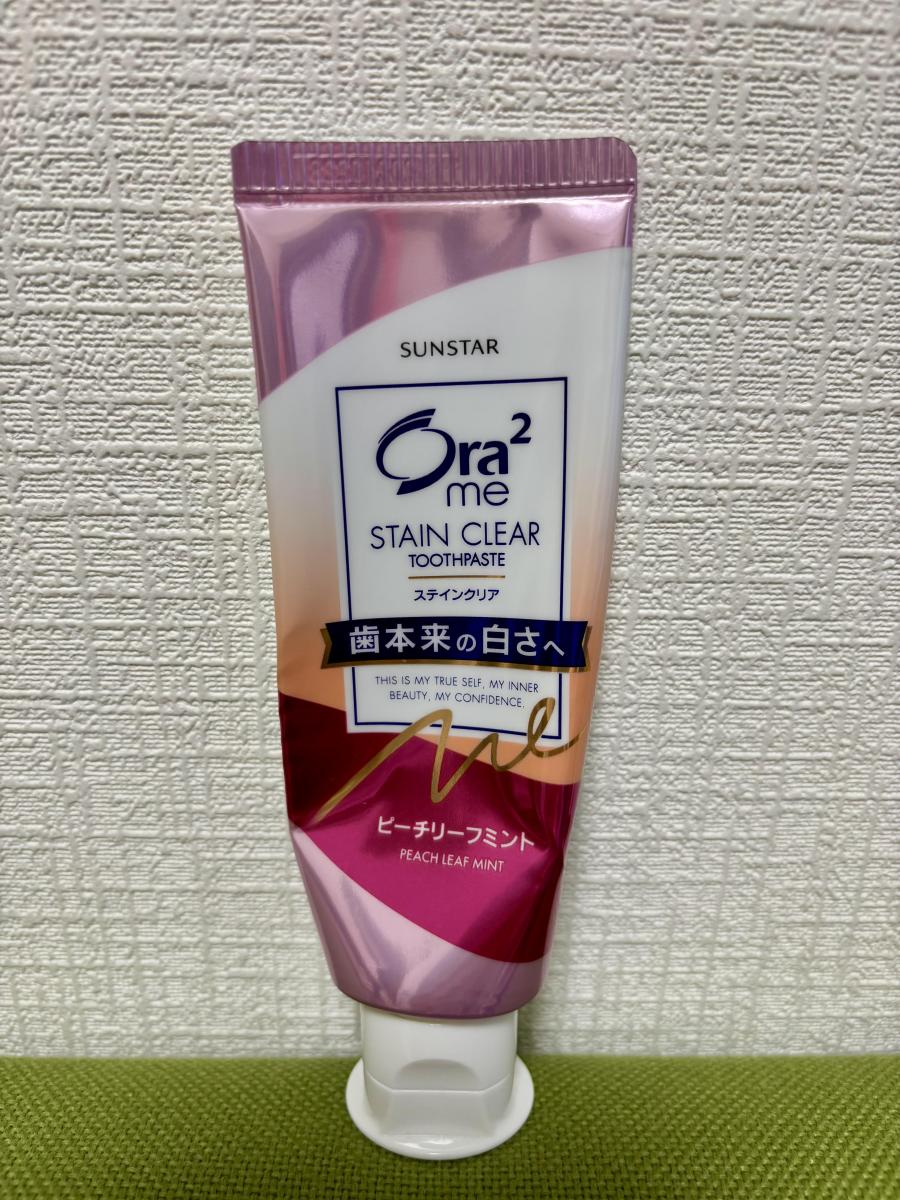 SUNSTAR
Ora²
me
STAIN CLEAR
TOOTHPASTE
ステインクリア
歯本来の白さへ
THIS IS MY TRUE SELF, MY INNER
BEAUTY, MY CONFIDENCE.
Me
ピーチリーフミント
PEACH LEAF MINT